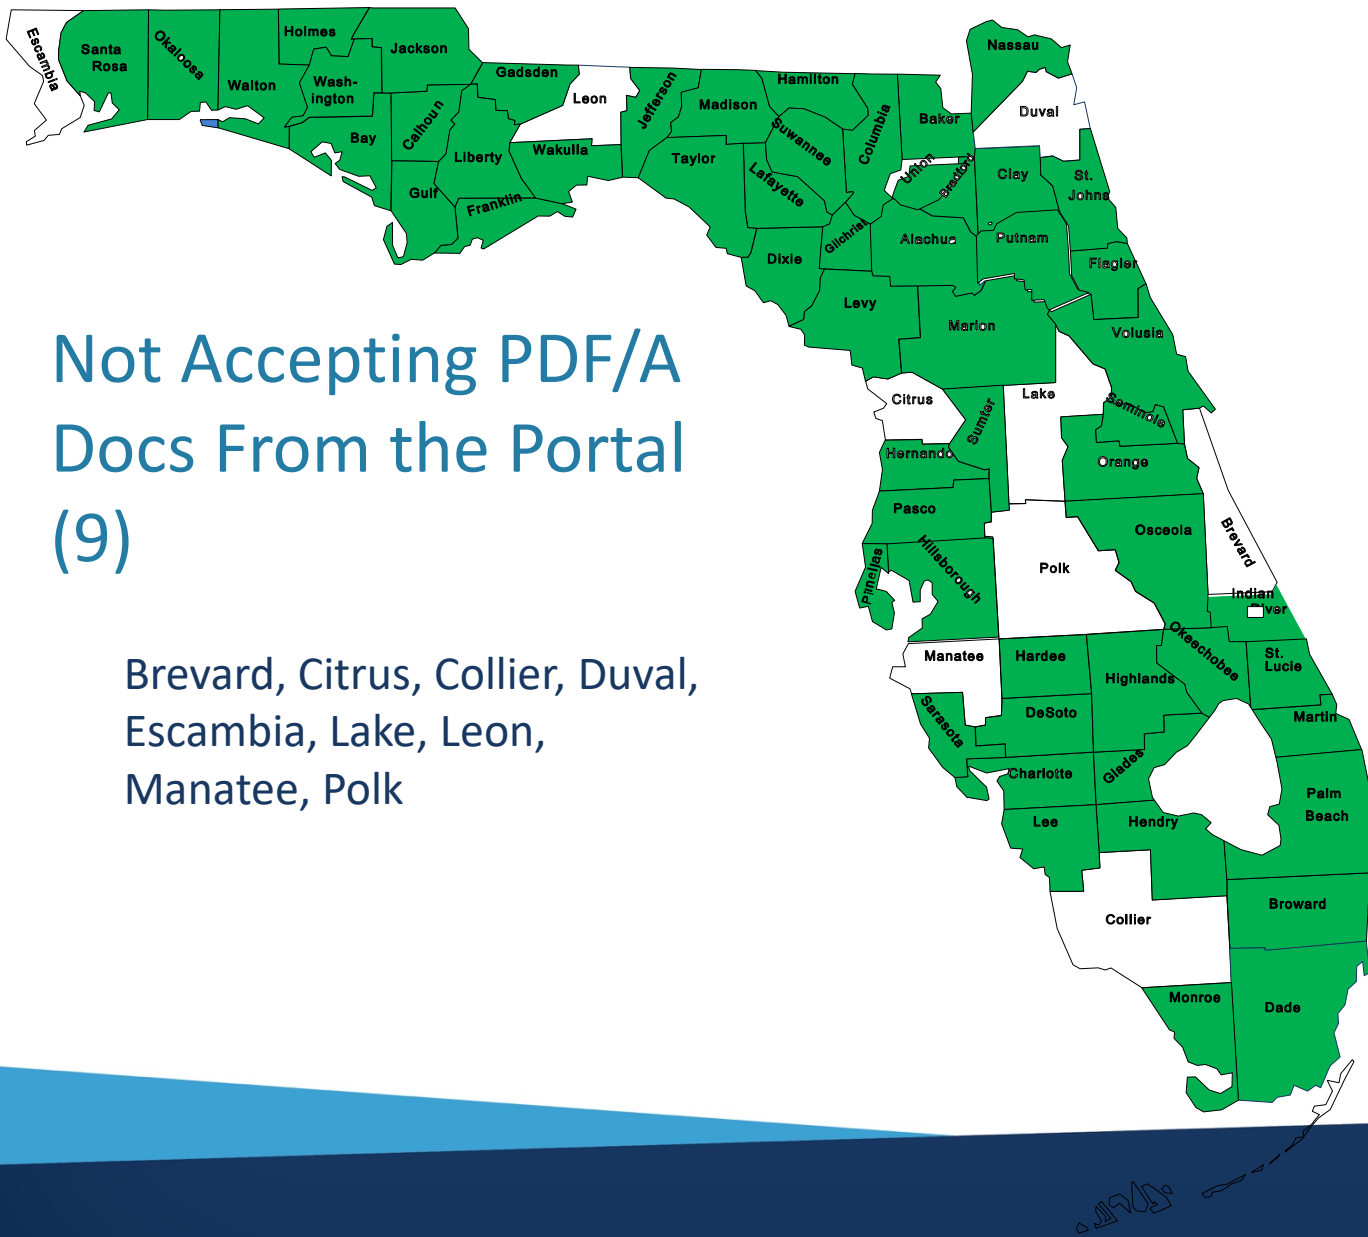 Escambia
Santa
Rosa
Okaloosa
Walton
Holmes
Wash-
ington
Jackson
Bay
Calhoun
Gulf
Liberty
Gadsden
Franklin
Leon
Wakulla
Jefferson
Madison
Taylor
Hamilton
Suwannee
Lafayette
Dixie
Columbia
Gilchrist
Baker
Union
Bradford
Nassau
Duval
Clay
St.
Johns
Alachua
Putnam
Flagler
Levy
Marion
Volusia
Not Accepting PDF/A
Docs From the Portal
(9)
Citrus
Sumter
Lake
Seminole
Hernando
Orange
Pasco
Osceola
Brevard
Pinellas
Hillsborough
Polk
Indian
River
Brevard, Citrus, Collier, Duval,
Escambia, Lake, Leon,
Manatee, Polk
Manatee
Hardee
Highlands
Okeechobee
St.
Lucie
Sarasota
DeSoto
Martin
Charlotte
Glades
Palm
Beach
Lee
Hendry
Collier
Broward
Monroe
Dade